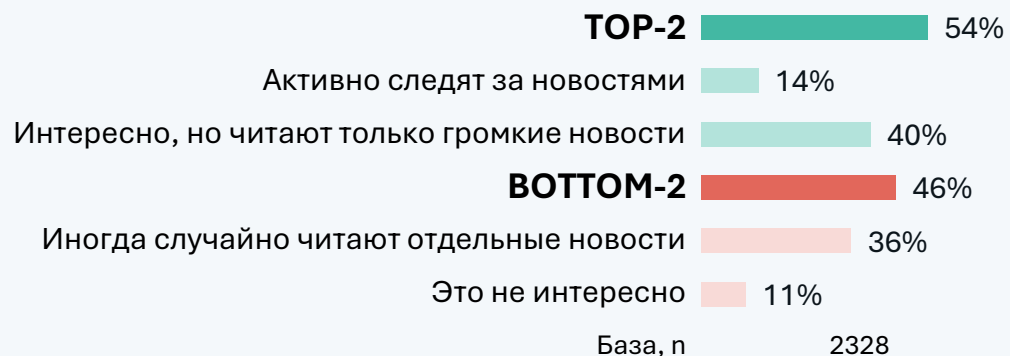 TOP-2 54%
Активно следят за новостями 14%
Интересно, но читают только громкие новости 40%
BOTTOM-2 46%
Иногда случайно читают отдельные новости 36%
Это не интересно 11%
База, n 2328